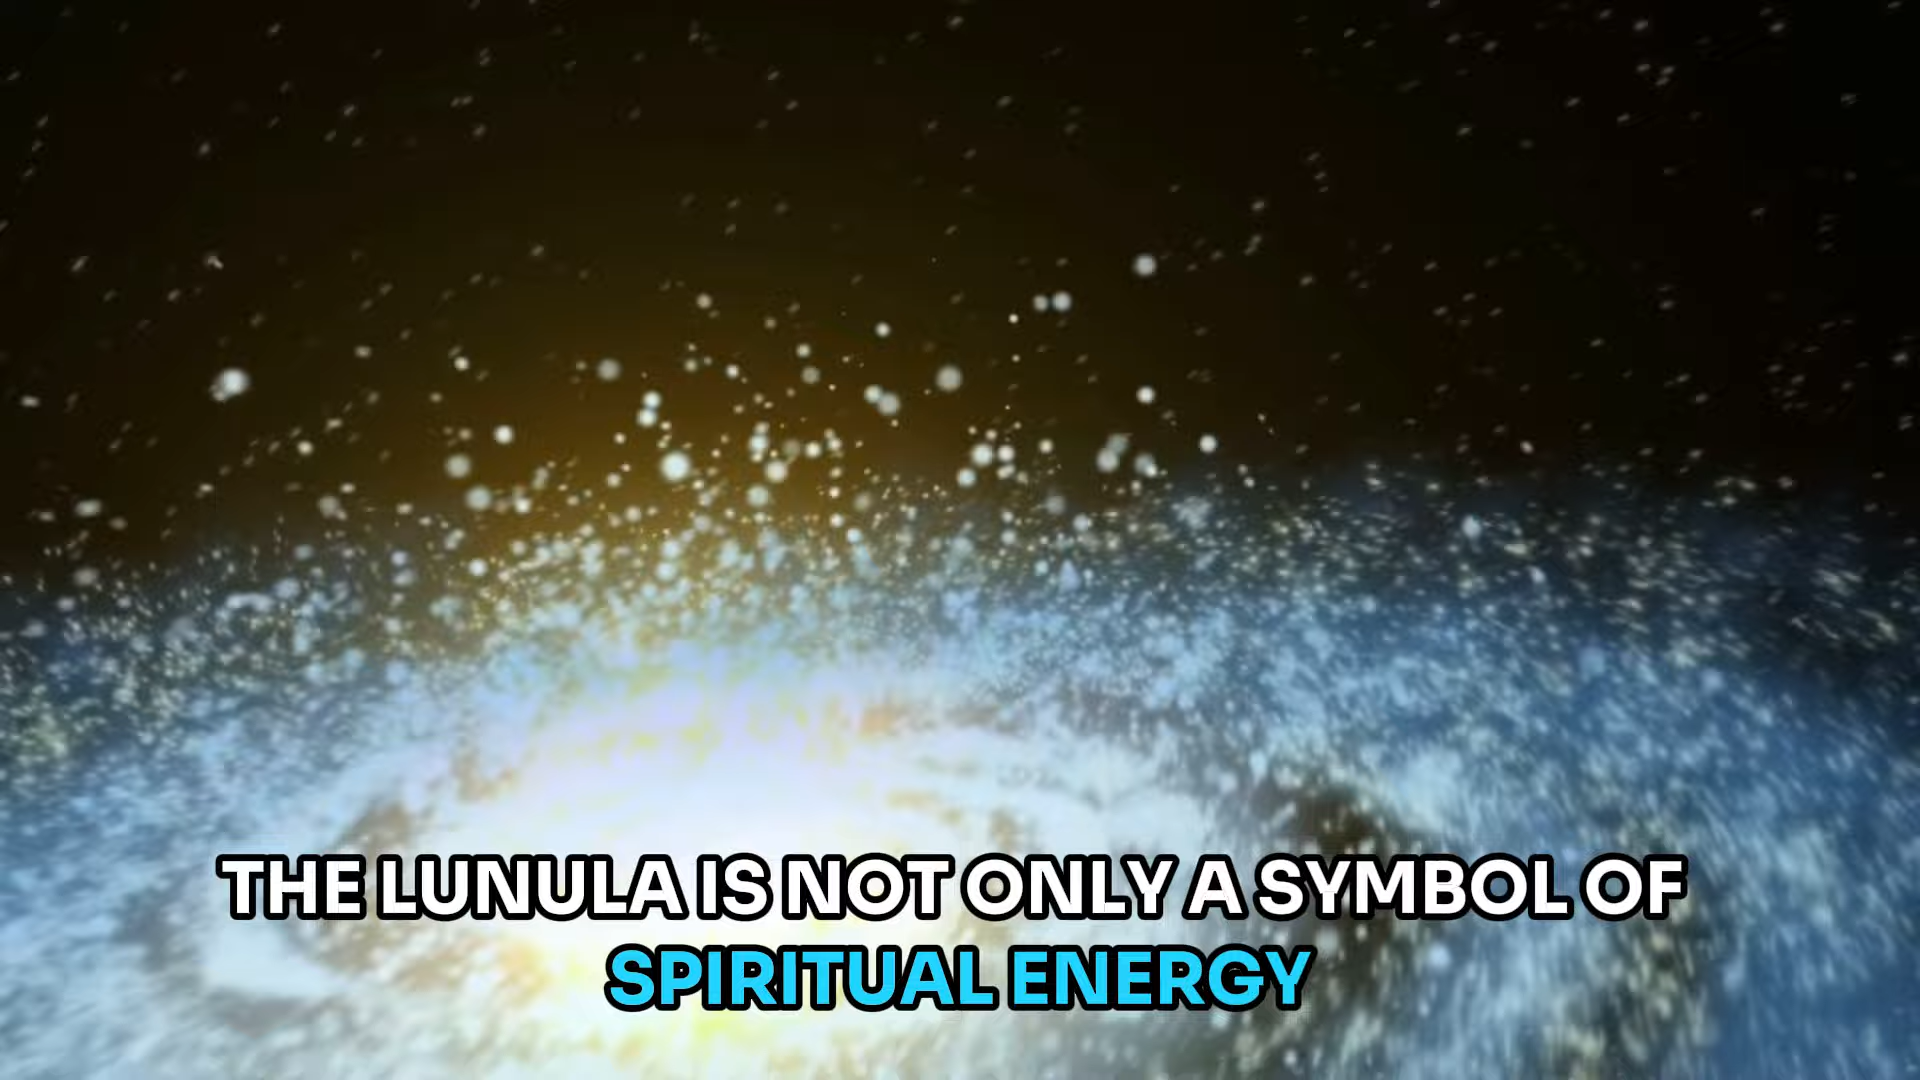 THE LUNULA IS NOT ONLY A SYMBOL OF
SPIRITUAL ENERGY